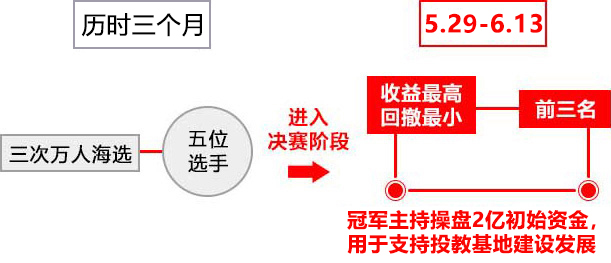 历时三个月
5.29-6.13
三次万人海选
五位
选手
进入
决赛阶段
收益最高
回撤最小
前三名
冠军主持操盘2亿初始资金，
用于支持投教基地建设发展